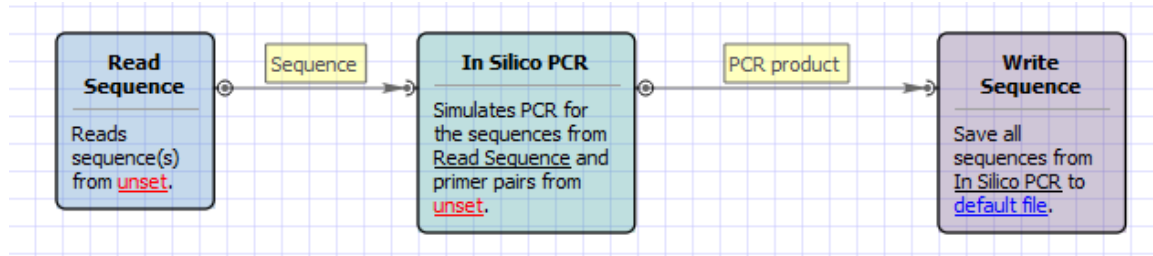 Read
Sequence
Reads
sequence(s)
from unset.
Sequence
In Silico PCR
Simulates PCR for
the sequences from
Read Sequence and
primer pairs from
unset.
PCR product
Write
Sequence
Save all
sequences from
In Silico PCR to
default file.